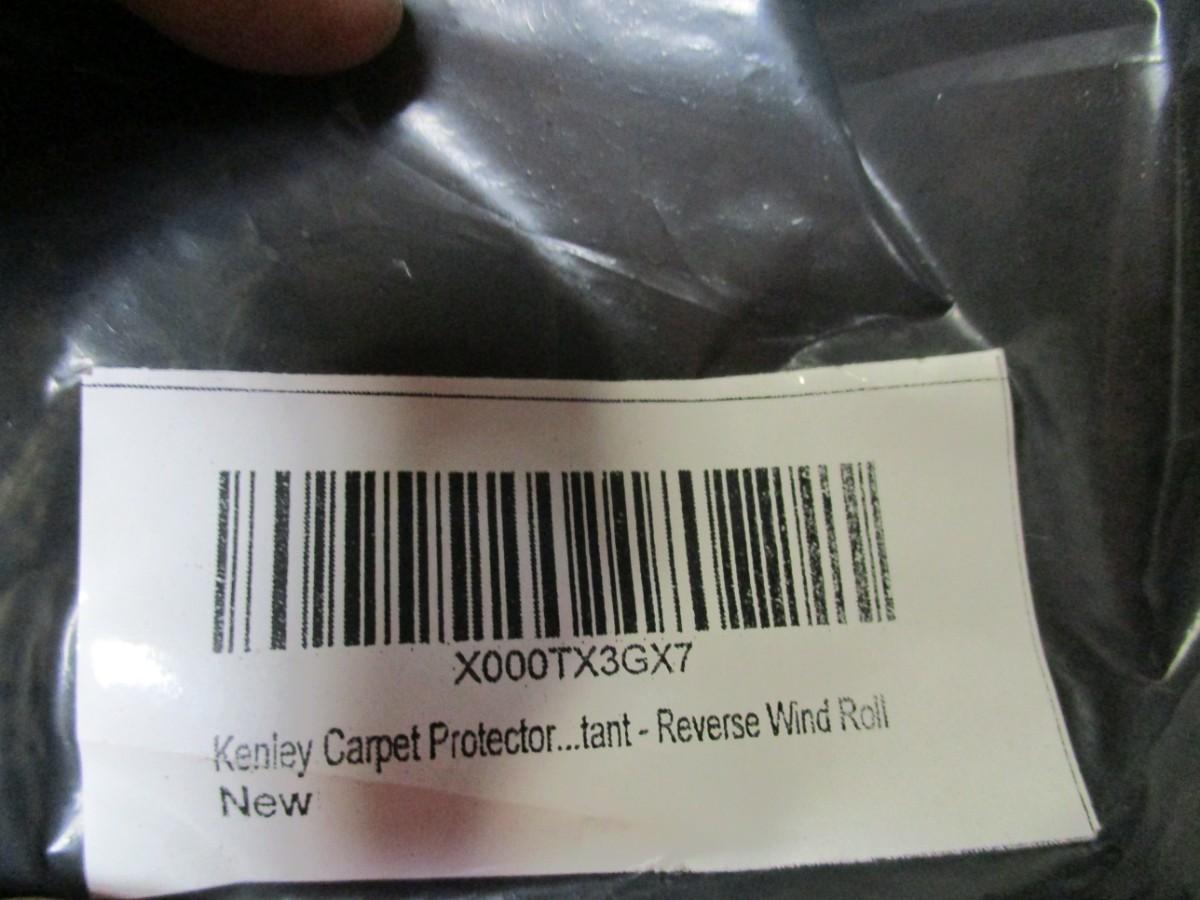 X000TX3GX7
Kenley Carpet Protector...tant - Reverse Wind Roll
New